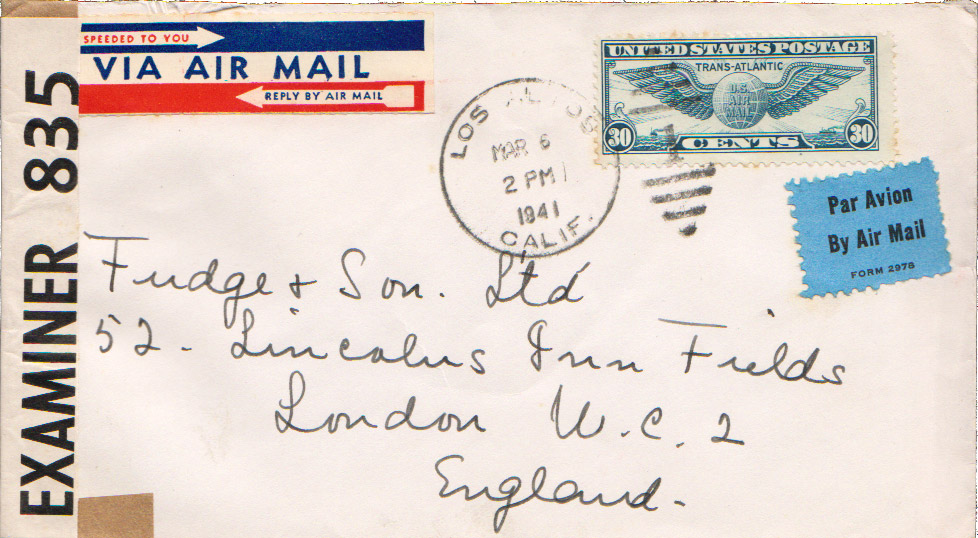 SPEEDED TO YOU
VIA AIR MAIL
REPLY BY AIR MAIL
EXAMINER 835
LOS ALTOS
MAR 6
2 PM
1941
CALIF.
UNITED STATES POSTAGE
TRANS-ATLANTIC
U.S.
AIR
MAIL
30 30
CENTS
Par Avion
By Air Mail
FORM 2978
Fudge & Son. Ltd
52. Lincolns Inn Fields
London W.C.2
England.